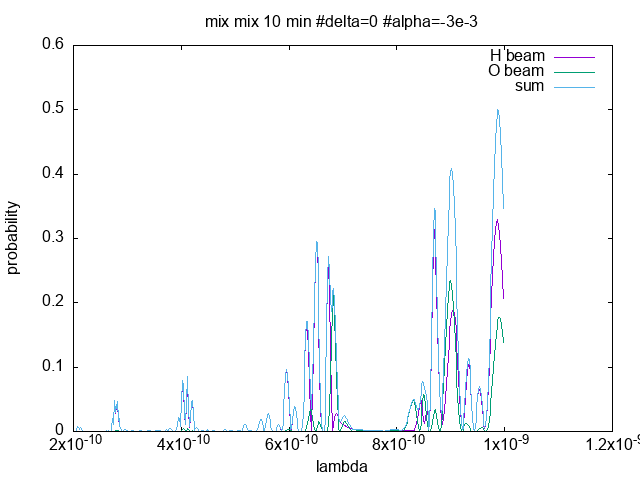 mix mix 10 min #delta=0 #alpha=-3e-3
H beam
O beam
sum
probability
0.6
0.5
0.4
0.3
0.2
0.1
0
2x10⁻¹⁰ 4x10⁻¹⁰ 6x10⁻¹⁰ 8x10⁻¹⁰ 1x10⁻⁹ 1.2x10⁻⁹
lambda